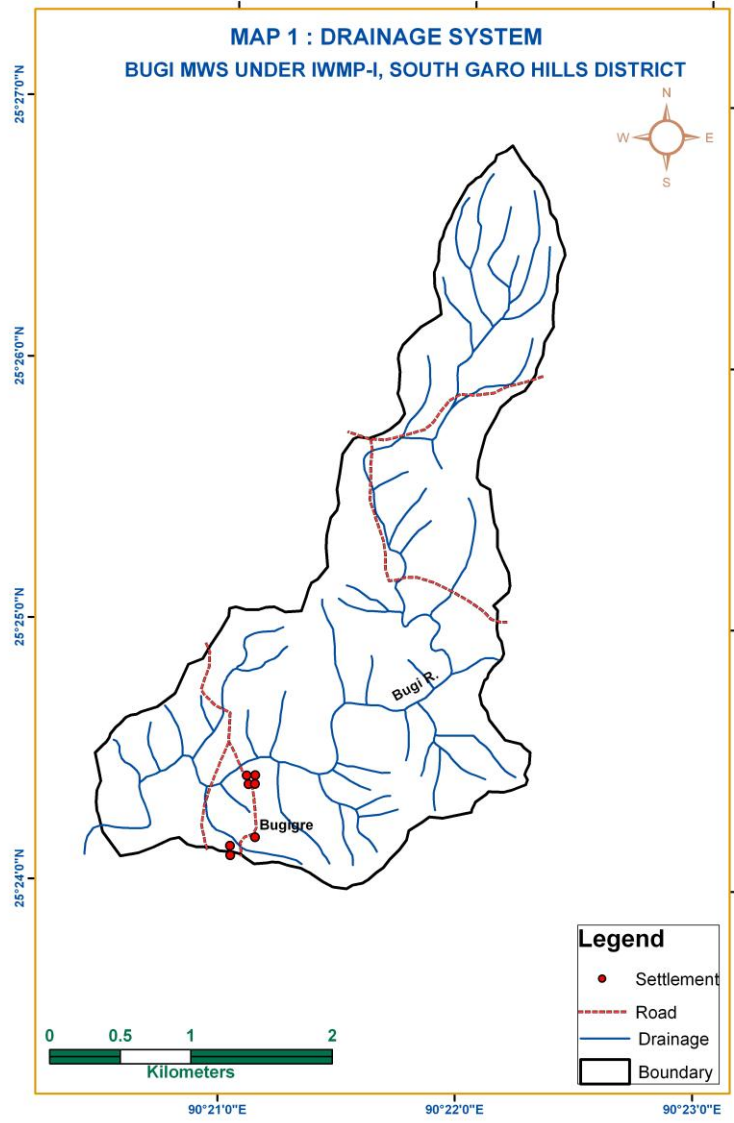 MAP 1 : DRAINAGE SYSTEM
BUGI MWS UNDER IWMP-I, SOUTH GARO HILLS DISTRICT
25°27'0"N
N
W
E
S
25°26'0"N
25°25'0"N
Bugi R.
Bugigre
25°24'0"N
Legend
Settlement
Road
Drainage
Boundary
0 0.5 1 2
Kilometers
90°21'0"E 90°22'0"E 90°23'0"E